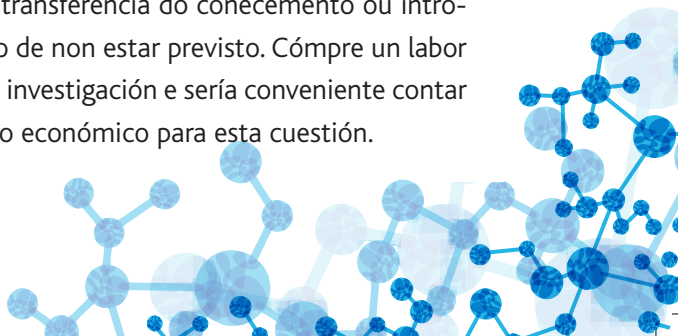 transferencia do coñecemento ou intro-
o de non estar previsto. Cómpre un labor
investigación e sería conveniente contar
o económico para esta cuestión.